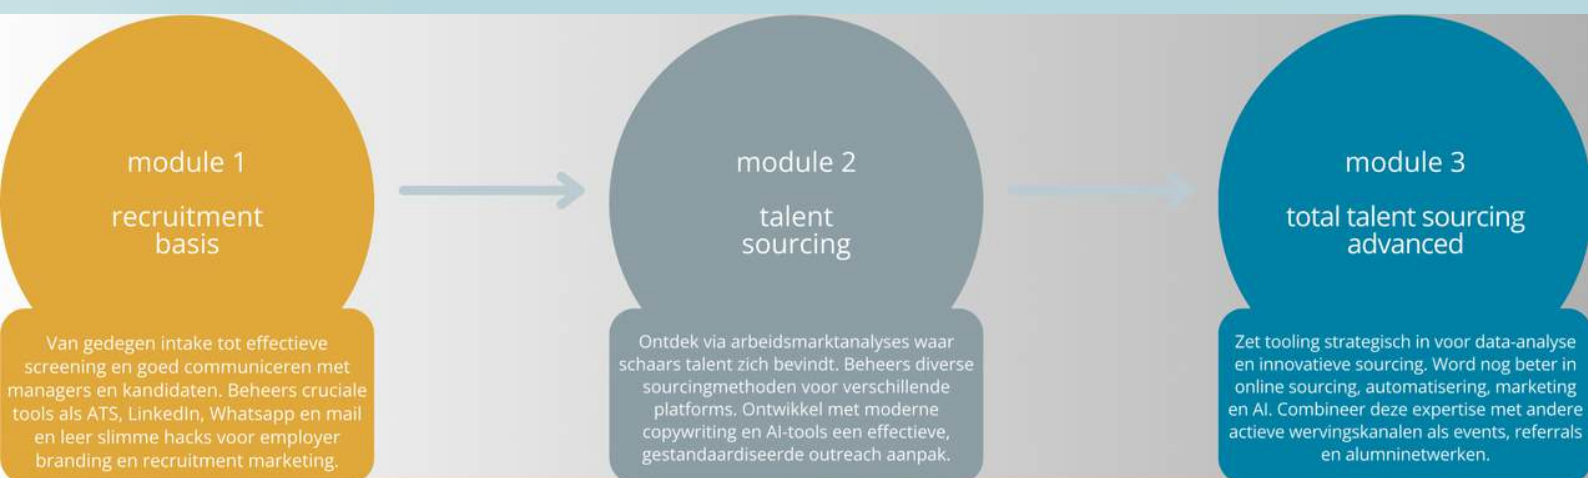 module 1
recruitment
basis
Van gedegen intake tot effectieve
screening en goed communiceren met
managers en kandidaten. Beheers cruciale
tools als ATS, LinkedIn, Whatsapp en mail
en leer slimme hacks voor employer
branding en recruitment marketing.
module 2
talent
sourcing
Ontdek via arbeidsmarktanalyses waar
schaars talent zich bevindt. Beheers diverse
sourcingmethoden voor verschillende
platforms. Ontwikkel met moderne
copywriting en AI-tools een effectieve,
gestandaardiseerde outreach aanpak.
module 3
total talent sourcing
advanced
Zet tooling strategisch in voor data-analyse
en innovatieve sourcing. Word nog beter in
online sourcing, automatisering, marketing
en AI. Combineer deze expertise met andere
actieve wervingskanalen als events, referrals
en alumninetwerken.